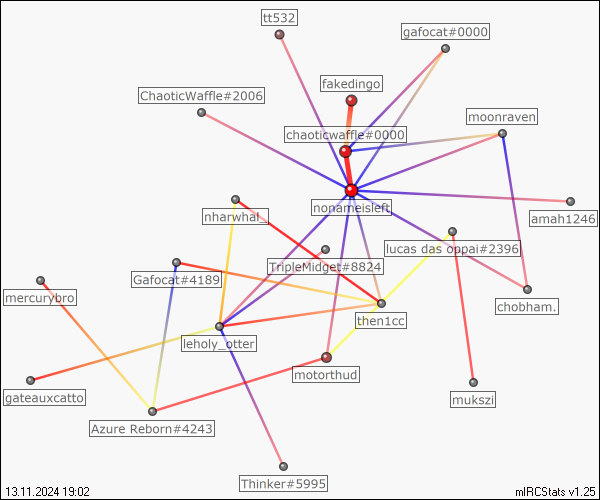 tt532
gafocat#0000
fakedingo
ChaoticWaffle#2006
moonraven
chaoticwaffle#0000
nonameisleft
nharwhal_
amah1246
lucas das oppai#2396
TripleMidget#8824
Gafocat#4189
mercurybro
chobham.
then1cc
leholy_otter
motorthud
gateauxcatto
mukszi
Azure Reborn#4243
Thinker#5995
13.11.2024 19:02
mIRCStats v1.25